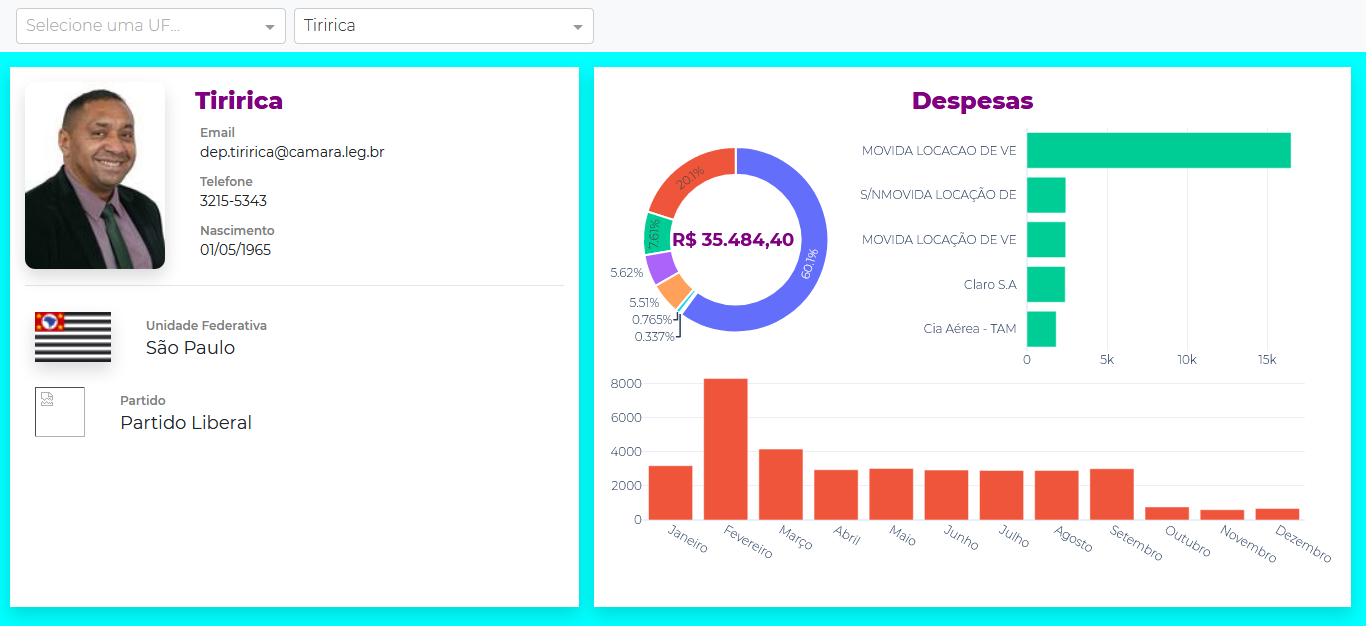 Selecione uma UF...
Tiririca
Tiririca
Email
dep.tiririca@camara.leg.br
Telefone
3215-5343
Nascimento
01/05/1965
Unidade Federativa
São Paulo
Partido
Partido Liberal
Despesas
20.1%
7.61%
5.62%
5.51%
0.765%
0.337%
60.1%
R$ 35.484,40
MOVIDA LOCACAO DE VE
S/NMOVIDA LOCAÇÃO DE
MOVIDA LOCAÇÃO DE VE
Claro S.A
Cia Aérea - TAM
0 5k 10k 15k
8000
6000
4000
2000
0
Janeiro Fevereiro Março Abril Maio Junho Julho Agosto Setembro Outubro Novembro Dezembro